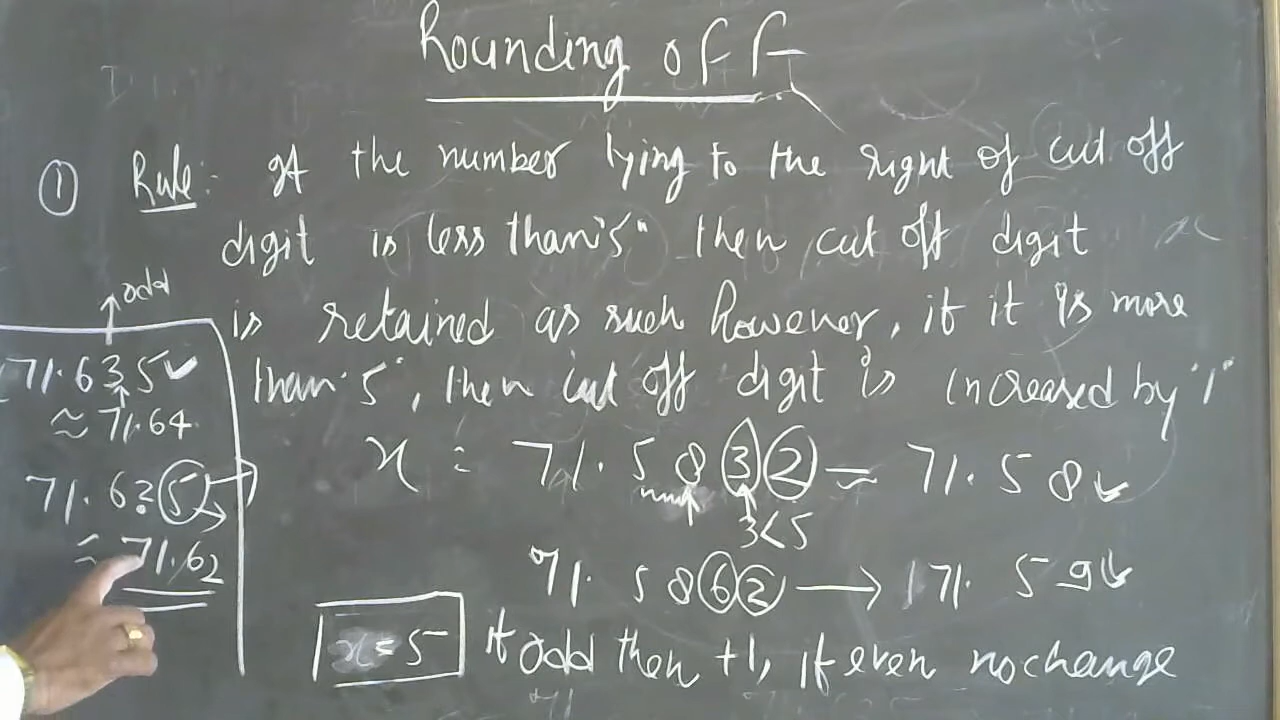 Rounding off
① Rule:- If the number lying to the right of cut off
digit is less than "5" then cut off digit
is retained as such however, if it is more
than "5", then cut off digit is increased by "1"
x = 71.5832 = 71.58
3<5
71.5862 → 71.59
x=5 if odd then +1, if even no change
odd
71.635
≈ 71.64
71.625
≈ 71.62